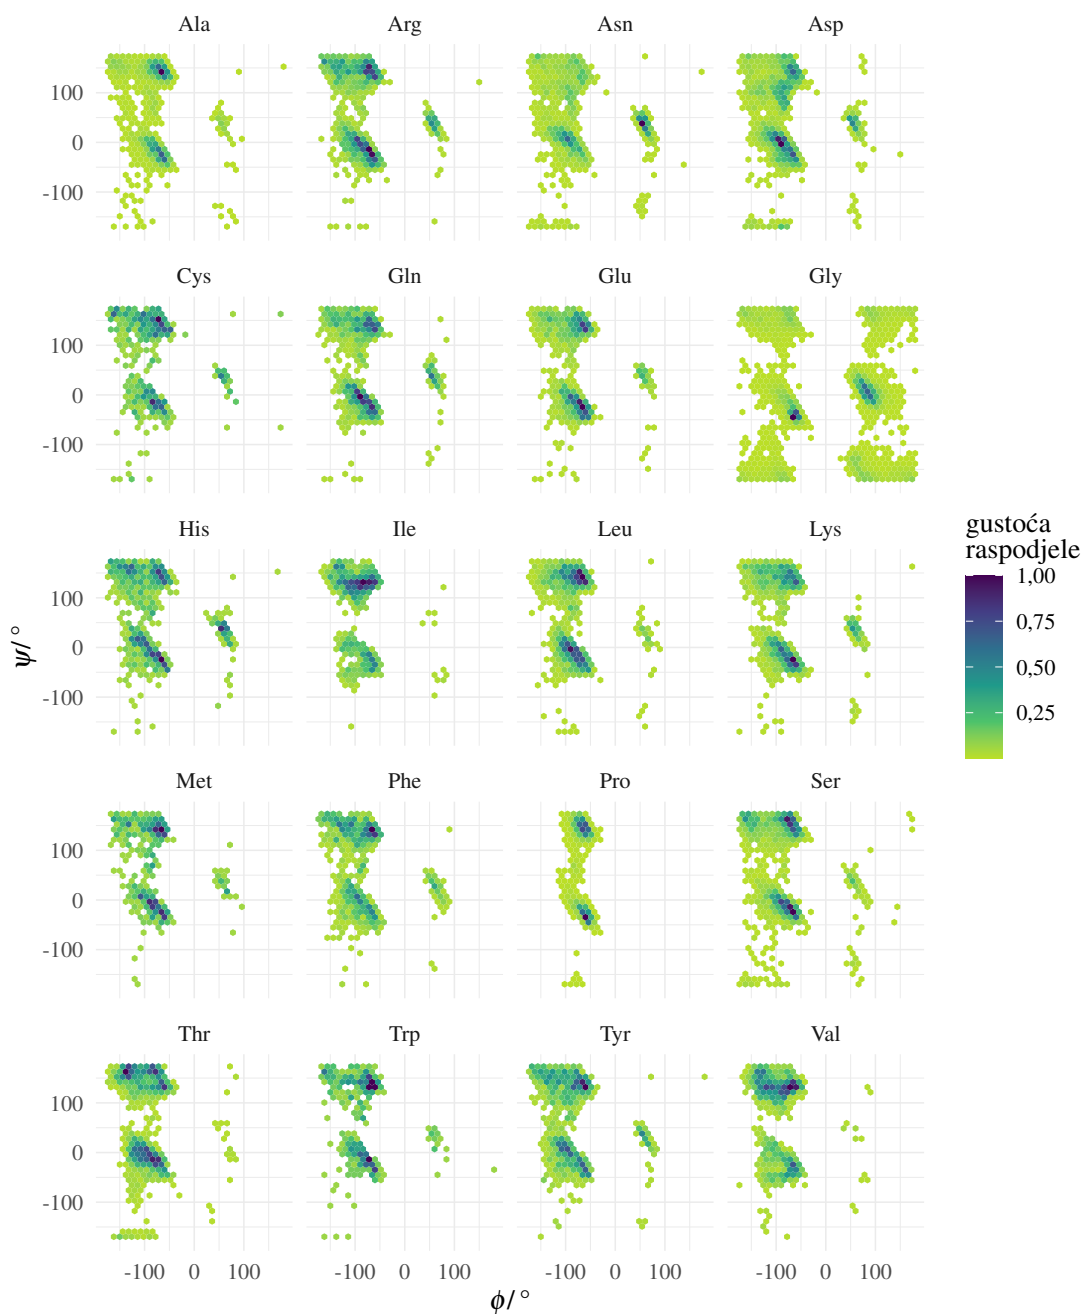 Ala Arg Asn Asp
100
0
-100
Cys Gln Glu Gly
100
0
-100
His Ile Leu Lys
100
0
-100
Met Phe Pro Ser
100
0
-100
Thr Trp Tyr Val
100
0
-100
-100 0 100 -100 0 100 -100 0 100 -100 0 100
ψ/°
ϕ/°
gustoća
raspodjele
1,00
0,75
0,50
0,25